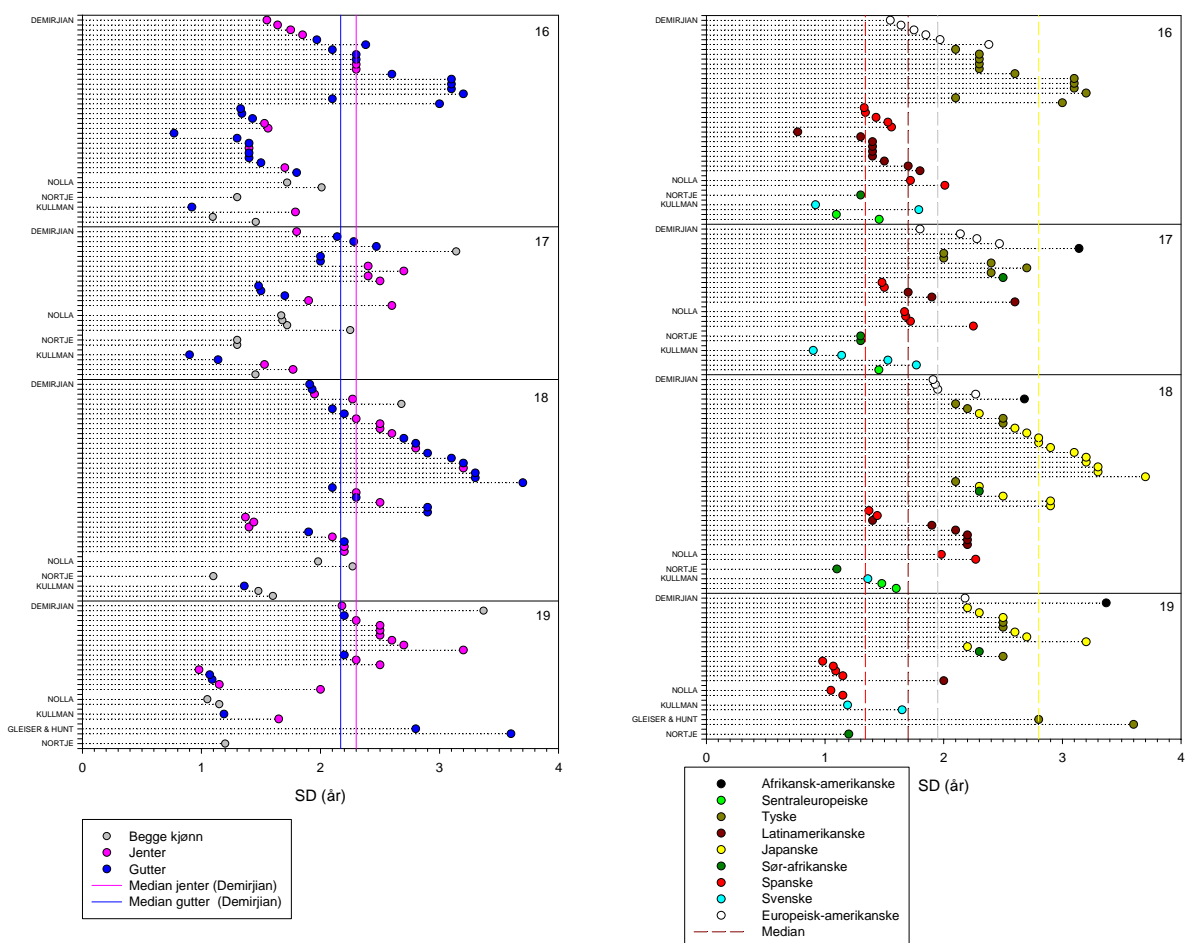 DEMIRJIAN
16
NOLLA
NORTJE
KULLMAN
DEMIRJIAN
17
NOLLA
NORTJE
KULLMAN
DEMIRJIAN
18
NOLLA
NORTJE
KULLMAN
DEMIRJIAN
19
NOLLA
KULLMAN
GLEISER & HUNT
NORTJE
0 1 2 3 4
SD (år)
Begge kjønn
Jenter
Gutter
Median jenter (Demirjian)
Median gutter (Demirjian)
DEMIRJIAN
16
NOLLA
NORTJE
KULLMAN
DEMIRJIAN
17
NOLLA
NORTJE
KULLMAN
DEMIRJIAN
18
NOLLA
NORTJE
KULLMAN
DEMIRJIAN
19
NOLLA
KULLMAN
GLEISER & HUNT
NORTJE
0 1 2 3 4
SD (år)
Afrikansk-amerikanske
Sentraleuropeiske
Tyske
Latinamerikanske
Japanske
Sør-afrikanske
Spanske
Svenske
Europeisk-amerikanske
Median